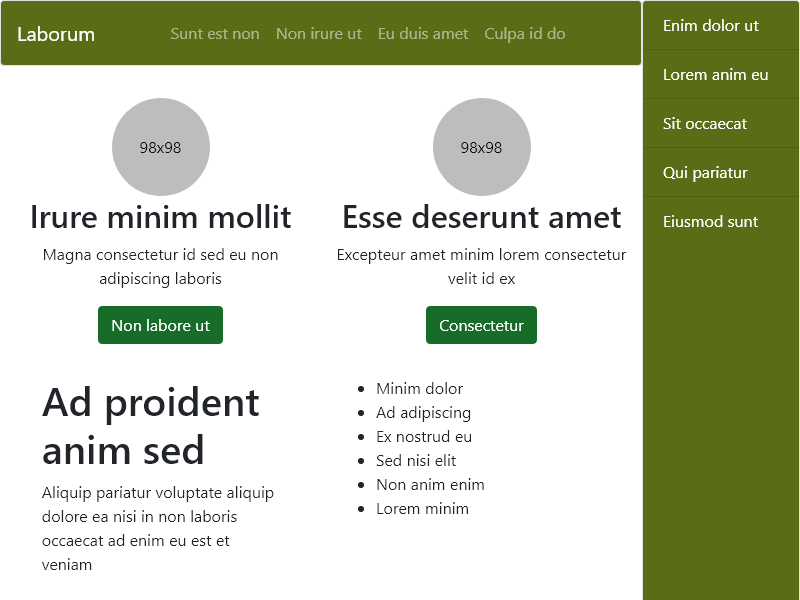 Laborum
Sunt est non
Non irure ut
Eu duis amet
Culpa id do
98x98
Irure minim mollit
Magna consectetur id sed eu non
adipiscing laboris
Non labore ut
98x98
Esse deserunt amet
Excepteur amet minim lorem consectetur
velit id ex
Consectetur
Ad proident
anim sed
Aliquip pariatur voluptate aliquip
dolore ea nisi in non laboris
occaecat ad enim eu est et
veniam
Minim dolor
Ad adipiscing
Ex nostrud eu
Sed nisi elit
Non anim enim
Lorem minim
Enim dolor ut
Lorem anim eu
Sit occaecat
Qui pariatur
Eiusmod sunt